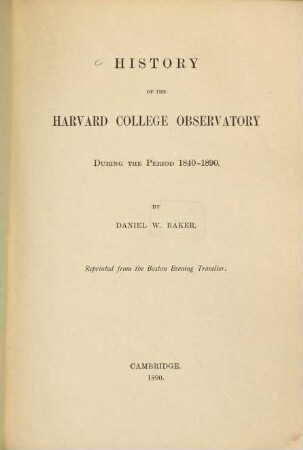 HISTORY
OF THE
HARVARD COLLEGE OBSERVATORY
DURING THE PERIOD 1840-1890.
BY
DANIEL W. BAKER.
Reprinted from the Boston Evening Traveller.
CAMBRIDGE.
1890.